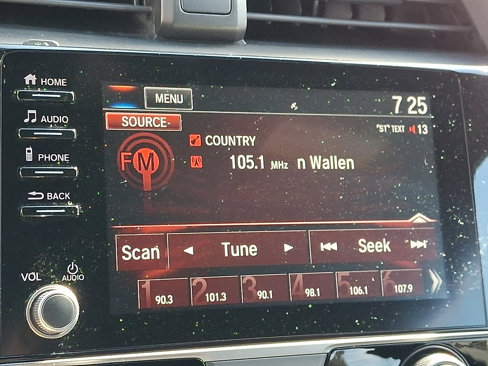 HOME
MENU
7 25
SOURCE
AUDIO
"ST" TEXT 13
COUNTRY
PHONE
FM
105.1 MHz n Wallen
BACK
Scan
Tune
Seek
VOL
AUDIO
1 90.3
2 101.3
3 90.1
4 98.1
5 106.1
6 107.9